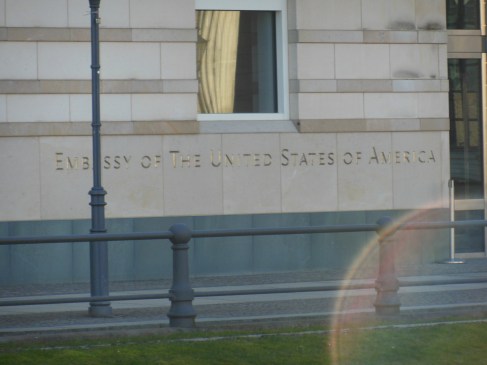 Embassy of The United States of America